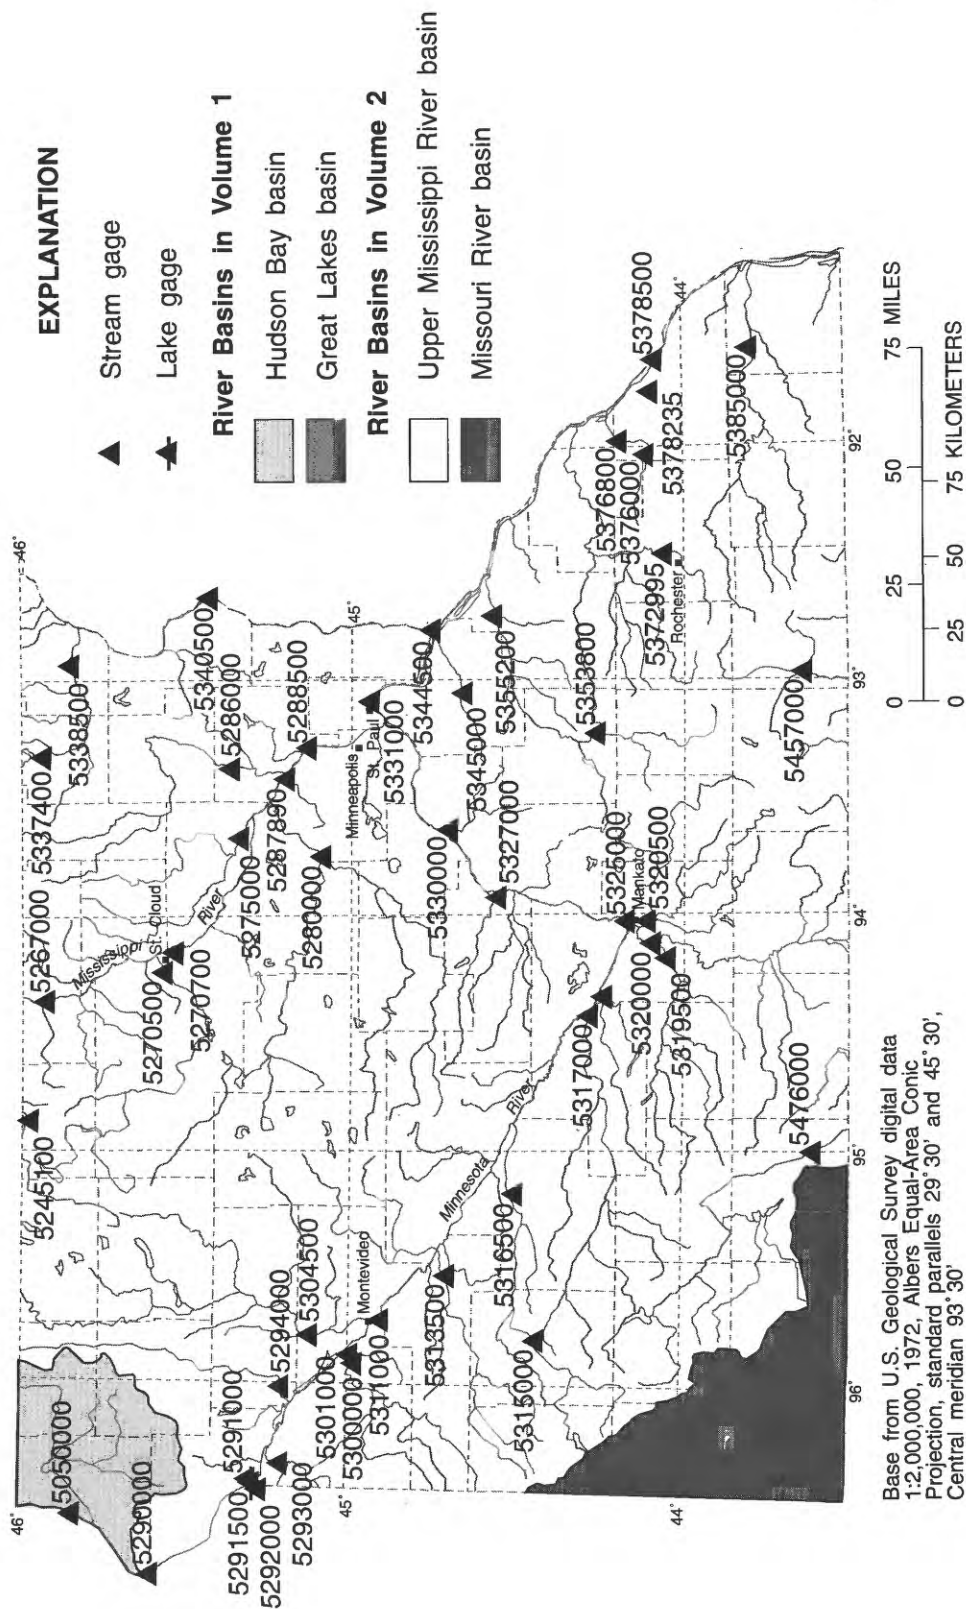 EXPLANATION
Stream gage
Lake gage
River Basins in Volume 1
Hudson Bay basin
Great Lakes basin
River Basins in Volume 2
Upper Mississippi River basin
Missouri River basin
46°
46°
5050000
5290000
5245100
5267000
5337400
5338500
Mississippi
River
St. Cloud
5270500
5270700
5275000
5340500
5286000
5287890
5288500
5280000
5291500
5291000
5292000
5293000
5294000
5304500
5301000
5300000
5311000
Montevideo
45°
45°
Minneapolis
St. Paul
5331000
5344500
5345000
5330000
5327000
5355200
5353800
5313500
5316500
5315000
Minnesota
River
5317000
5325000
Mankato
5320500
5320000
5319500
5376800
5376000
5372995
Rochester
5378235
5378500
5385000
5457000
5476000
44°
44°
96°
95°
94°
93°
92°
0 25 50 75 MILES
0 50 75 KILOMETERS
Base from U.S. Geological Survey digital data
1:2,000,000, 1972, Albers Equal-Area Conic
Projection, standard parallels 29°30' and 45°30',
Central meridian 93°30'